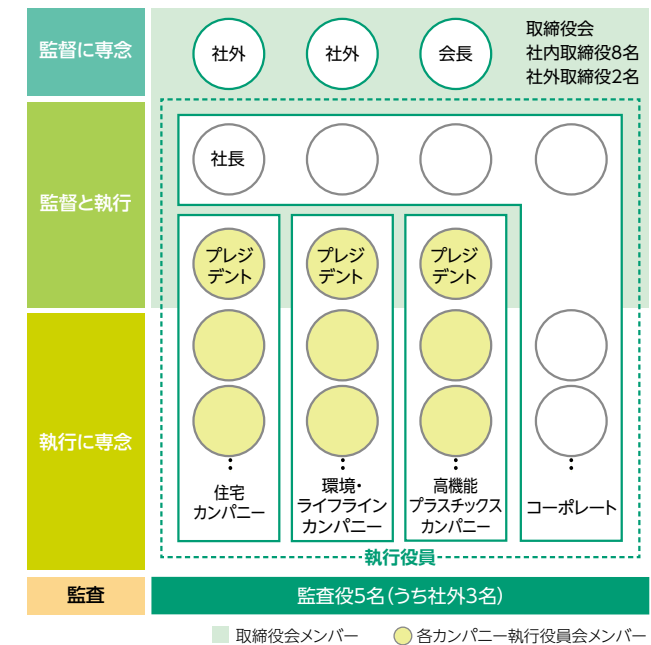 監督に専念
社外
社外
会長
取締役会
社内取締役8名
社外取締役2名
監督と執行
社長
プレジ
デント
プレジ
デント
プレジ
デント
執行に専念
住宅
カンパニー
環境・
ライフライン
カンパニー
高機能
プラスチックス
カンパニー
コーポレート
執行役員
監査
監査役5名(うち社外3名)
取締役会メンバー
各カンパニー執行役員会メンバー